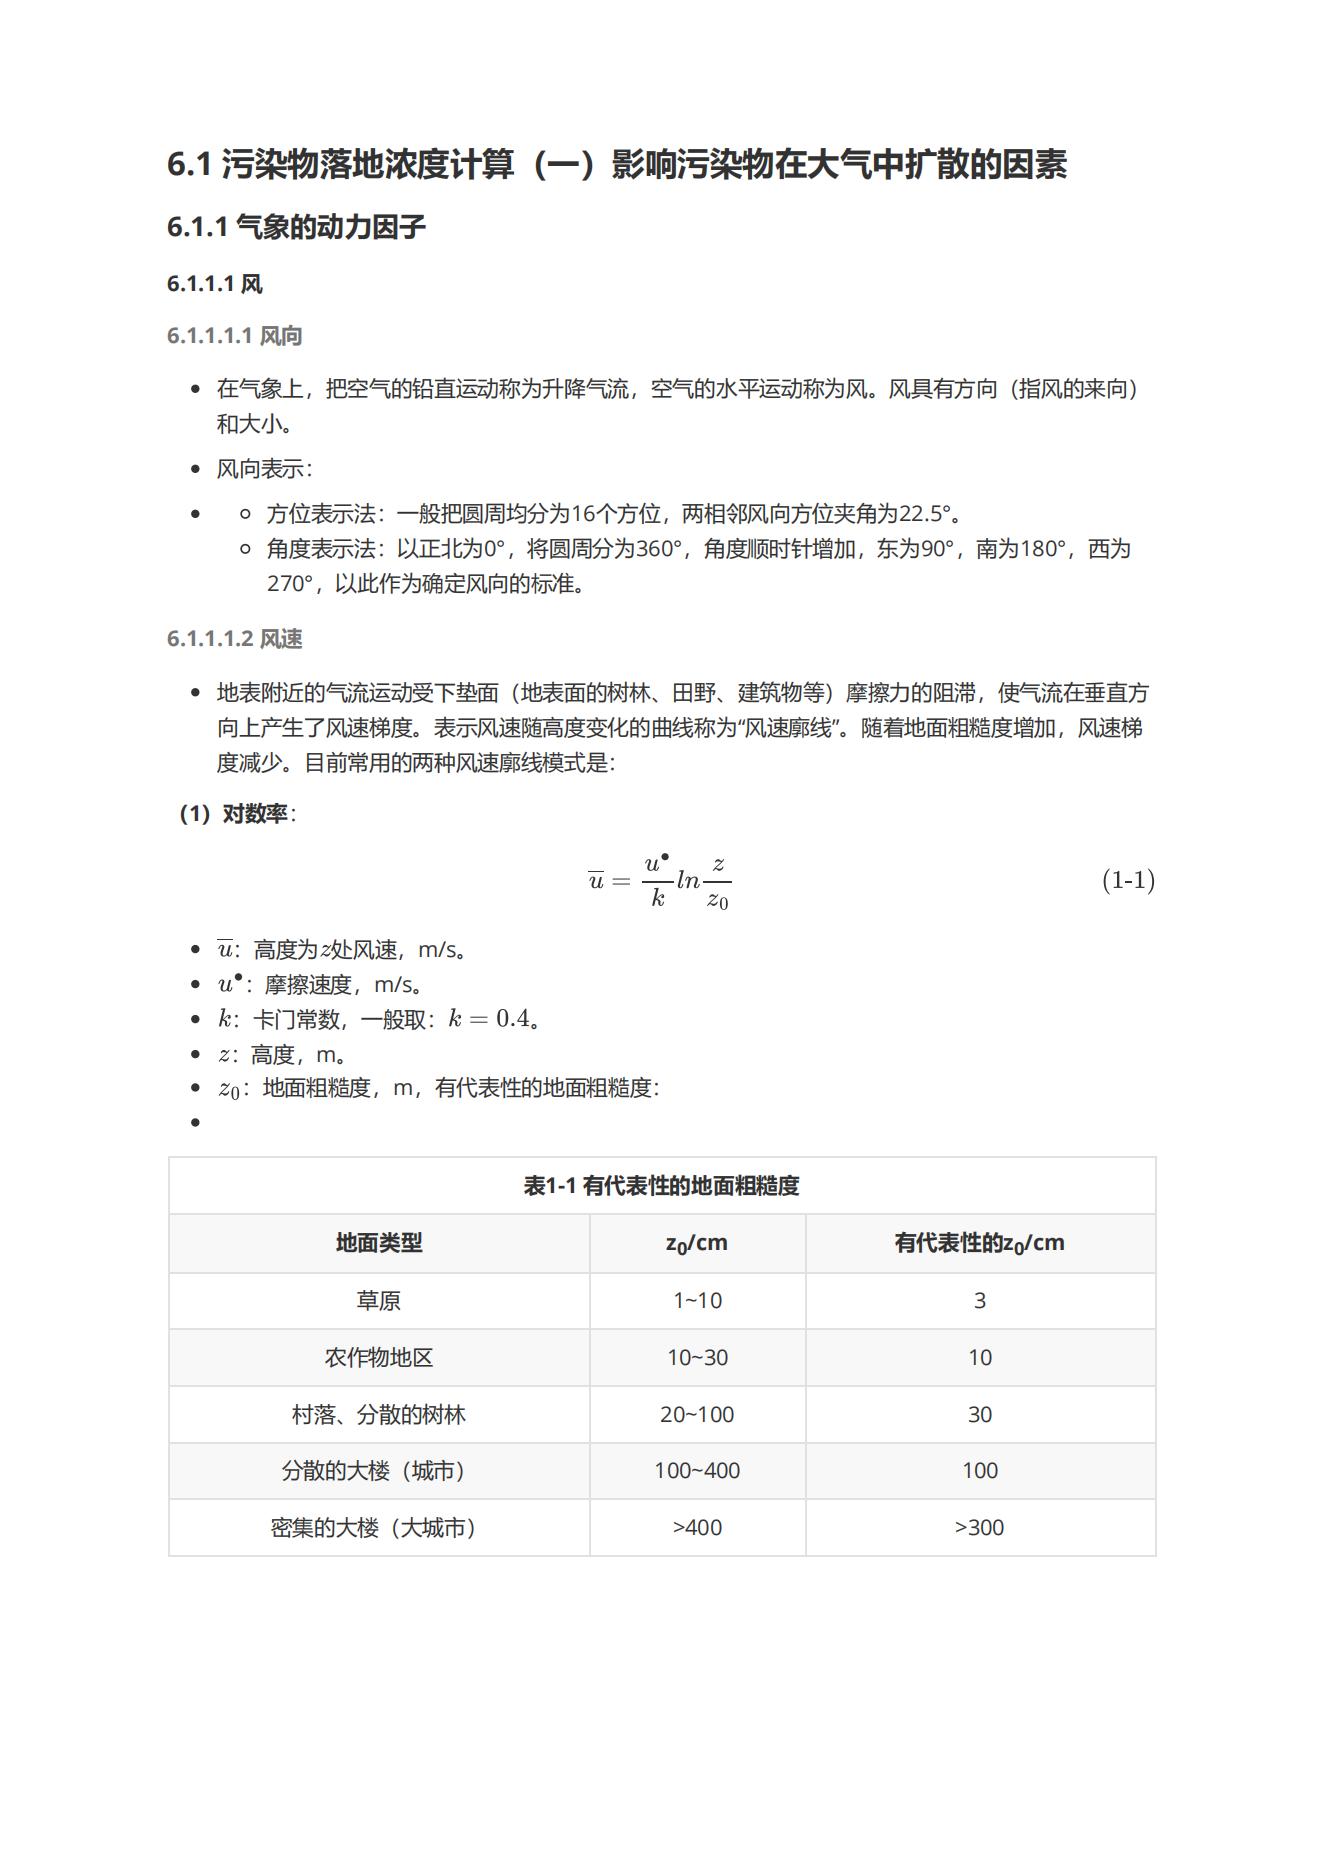 6.1 污染物落地浓度计算（一）影响污染物在大气中扩散的因素
6.1.1 气象的动力因子
6.1.1.1 风
6.1.1.1.1 风向
• 在气象上，把空气的铅直运动称为升降气流，空气的水平运动称为风。风具有方向（指风的来向）
和大小。
• 风向表示：
• ◦ 方位表示法：一般把圆周均分为16个方位，两相邻风向方位夹角为22.5°。
◦ 角度表示法：以正北为0°，将圆周分为360°，角度顺时针增加，东为90°，南为180°，西为
270°，以此作为确定风向的标准。
6.1.1.1.2 风速
• 地表附近的气流运动受下垫面（地表面的树林、田野、建筑物等）摩擦力的阻滞，使气流在垂直方
向上产生了风速梯度。表示风速随高度变化的曲线称为“风速廓线”。随着地面粗糙度增加，风速梯
度减少。目前常用的两种风速廓线模式是：
（1）对数率：
$\overline{u} = \frac{u^{\bullet}}{k} ln \frac{z}{z_0}$ (1-1)
• $\overline{u}$：高度为z处风速，m/s。
• $u^{\bullet}$：摩擦速度，m/s。
• k：卡门常数，一般取：k = 0.4。
• z：高度，m。
• z₀：地面粗糙度，m，有代表性的地面粗糙度：
•
表1-1 有代表性的地面粗糙度
地面类型 z₀/cm 有代表性的z₀/cm
草原 1~10 3
农作物地区 10~30 10
村落、分散的树林 20~100 30
分散的大楼（城市） 100~400 100
密集的大楼（大城市） >400 >300